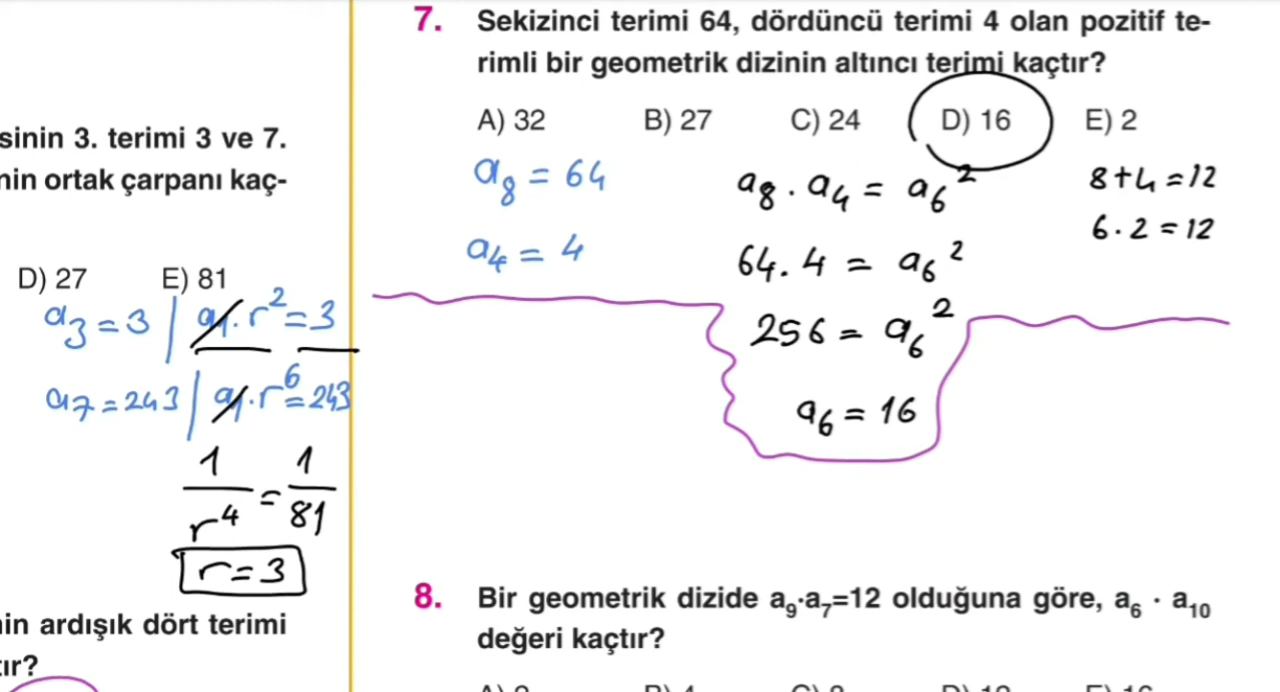 sinin 3. terimi 3 ve 7.
nin ortak çarpanı kaç-
D) 27 E) 81
a3 = 3 | a1.r^2 = 3
a7 = 243 | a1.r^6 = 243
1/r^4 = 1/81
r = 3
in ardışık dört terimi
ır?
7. Sekizinci terimi 64, dördüncü terimi 4 olan pozitif te-
rimli bir geometrik dizinin altıncı terimi kaçtır?
A) 32 B) 27 C) 24 D) 16 E) 2
a8 = 64
a4 = 4
a8 . a4 = a6^2
64. 4 = a6^2
256 = a6^2
a6 = 16
8+4=12
6.2=12
8. Bir geometrik dizide a9·a7=12 olduğuna göre, a6 · a10
değeri kaçtır?